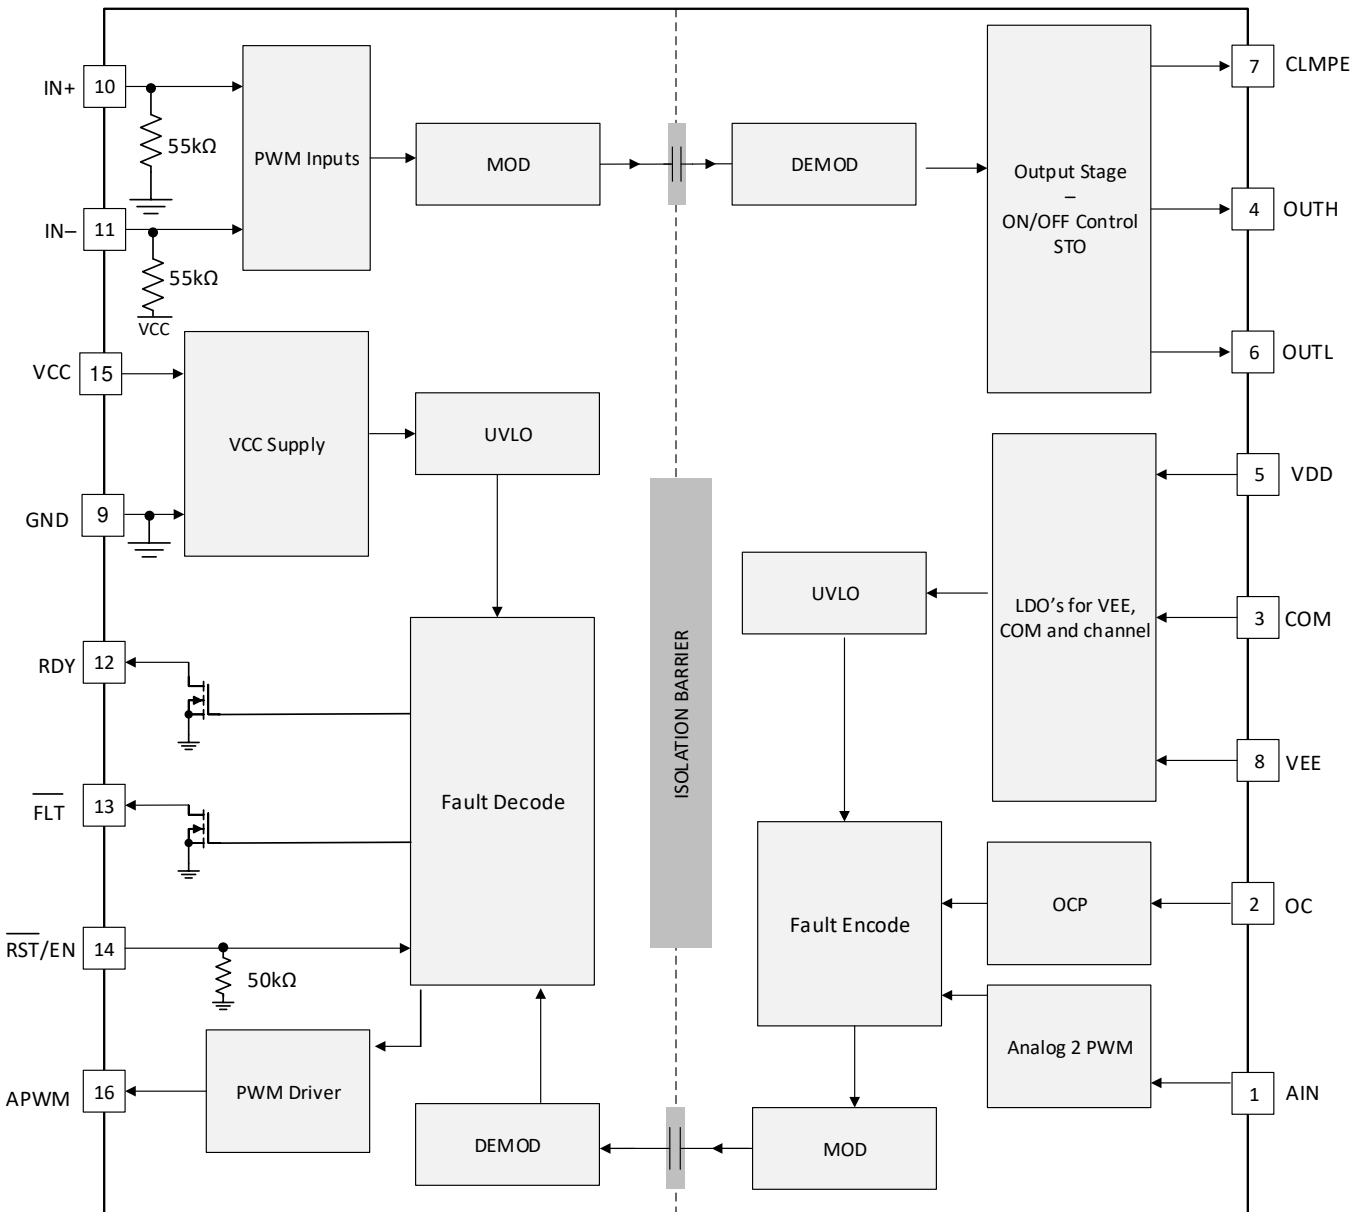 IN+
10
55kΩ
IN–
11
55kΩ
VCC
PWM Inputs
MOD
DEMOD
Output Stage
–
ON/OFF Control
STO
7
CLMPE
4
OUTH
6
OUTL
VCC
15
GND
9
VCC Supply
UVLO
ISOLATION BARRIER
UVLO
LDO's for VEE,
COM and channel
5
VDD
3
COM
8
VEE
RDY
12
FLT
13
RST/EN
14
50kΩ
Fault Decode
Fault Encode
OCP
2
OC
Analog 2 PWM
1
AIN
APWM
16
PWM Driver
DEMOD
MOD